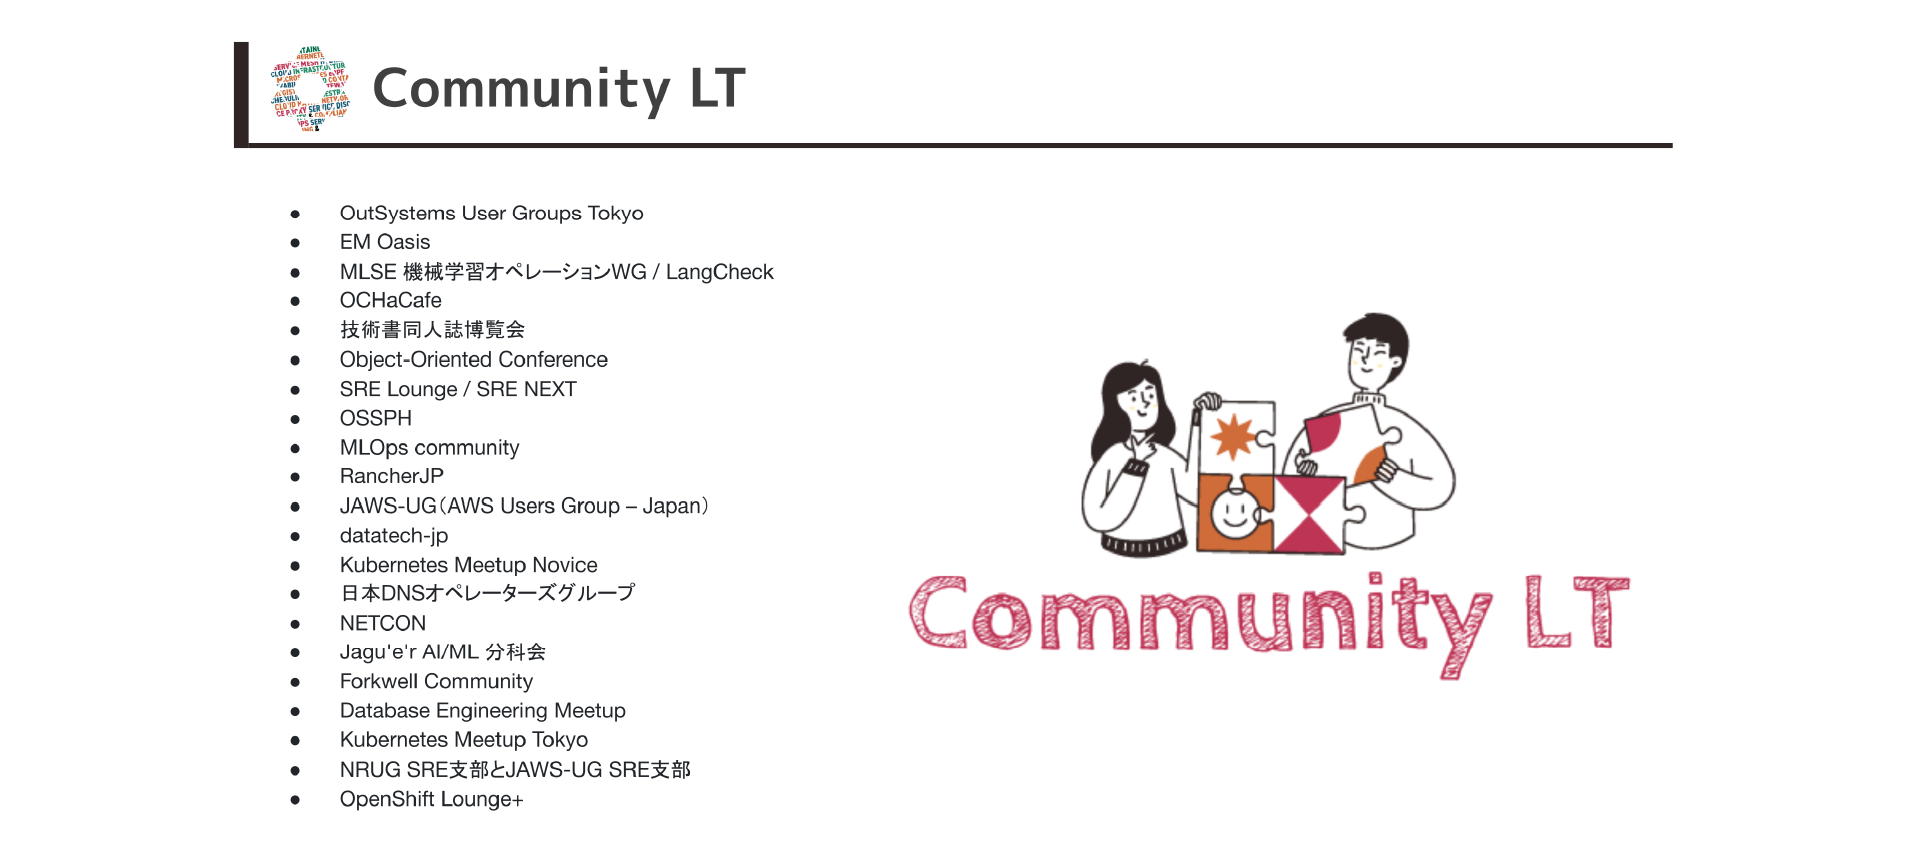 Community LT
● OutSystems User Groups Tokyo
● EM Oasis
● MLSE 機械学習オペレーションWG / LangCheck
● OCHaCafe
● 技術書同人誌博覧会
● Object-Oriented Conference
● SRE Lounge / SRE NEXT
● OSSPH
● MLOps community
● RancherJP
● JAWS-UG（AWS Users Group – Japan）
● datatech-jp
● Kubernetes Meetup Novice
● 日本DNSオペレーターズグループ
● NETCON
● Jagu'e'r AI/ML 分科会
● Forkwell Community
● Database Engineering Meetup
● Kubernetes Meetup Tokyo
● NRUG SRE支部とJAWS-UG SRE支部
● OpenShift Lounge+
Community LT